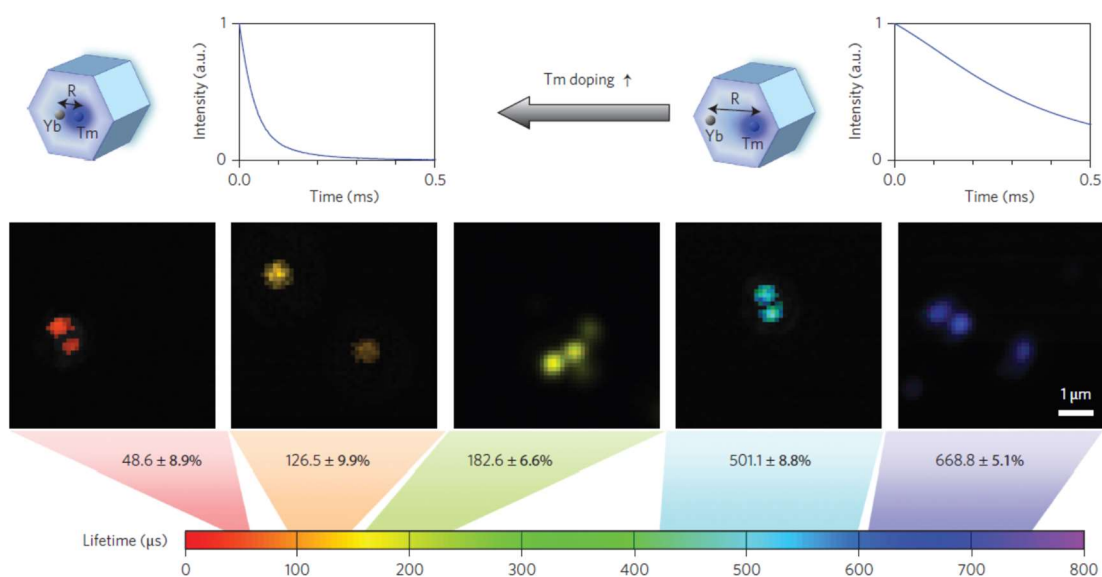 1
Intensity (a.u.)
0
0.0
0.5
Time (ms)
R
Yb
Tm
Tm doping ↑
R
Yb
Tm
1
Intensity (a.u.)
0
0.0
0.5
Time (ms)
1 μm
48.6 ± 8.9%
126.5 ± 9.9%
182.6 ± 6.6%
501.1 ± 8.8%
668.8 ± 5.1%
Lifetime (μs)
0 100 200 300 400 500 600 700 800